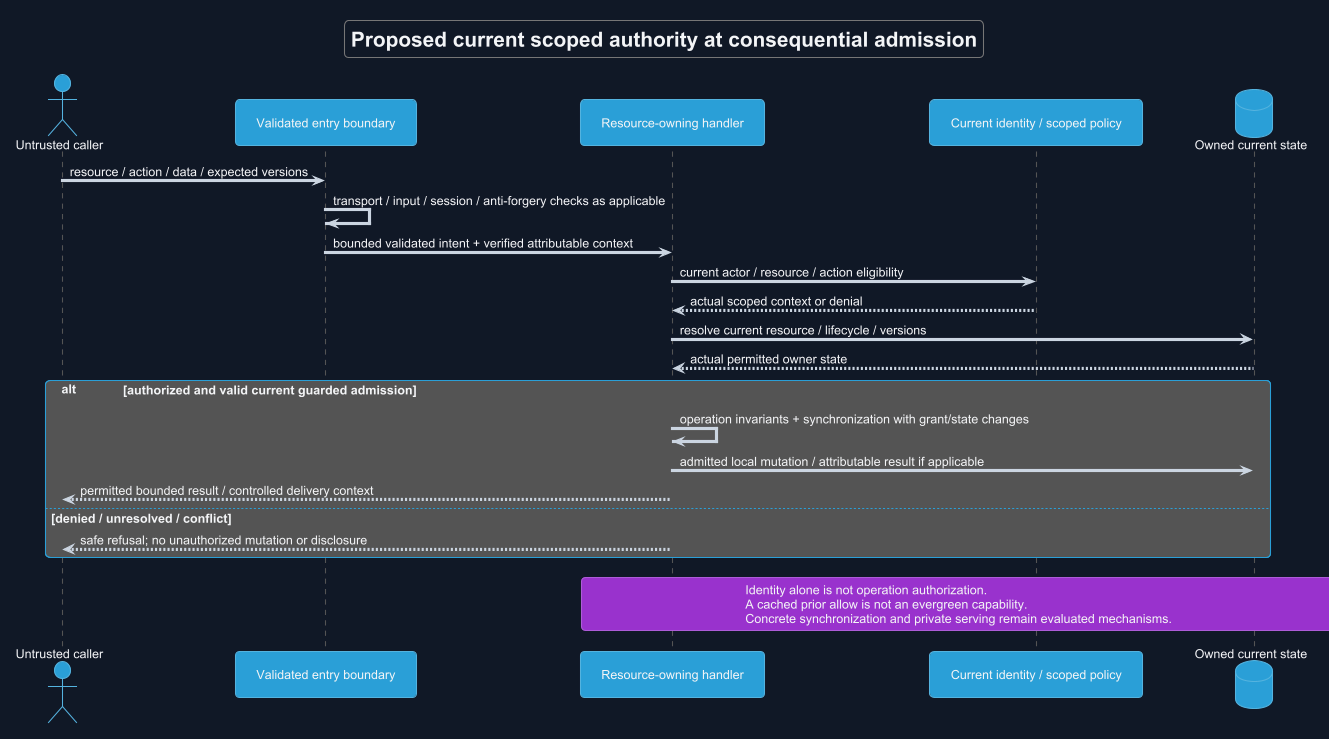 Proposed current scoped authority at consequential admission
Untrusted caller
Validated entry boundary
Resource-owning handler
Current identity / scoped policy
Owned current state
resource / action / data / expected versions
transport / input / session / anti-forgery checks as applicable
bounded validated intent + verified attributable context
current actor / resource / action eligibility
actual scoped context or denial
resolve current resource / lifecycle / versions
actual permitted owner state
alt
[authorized and valid current guarded admission]
operation invariants + synchronization with grant/state changes
admitted local mutation / attributable result if applicable
permitted bounded result / controlled delivery context
[denied / unresolved / conflict]
safe refusal; no unauthorized mutation or disclosure
Identity alone is not operation authorization.
A cached prior allow is not an evergreen capability.
Concrete synchronization and private serving remain evaluated mechanisms.
Untrusted caller
Validated entry boundary
Resource-owning handler
Current identity / scoped policy
Owned current state